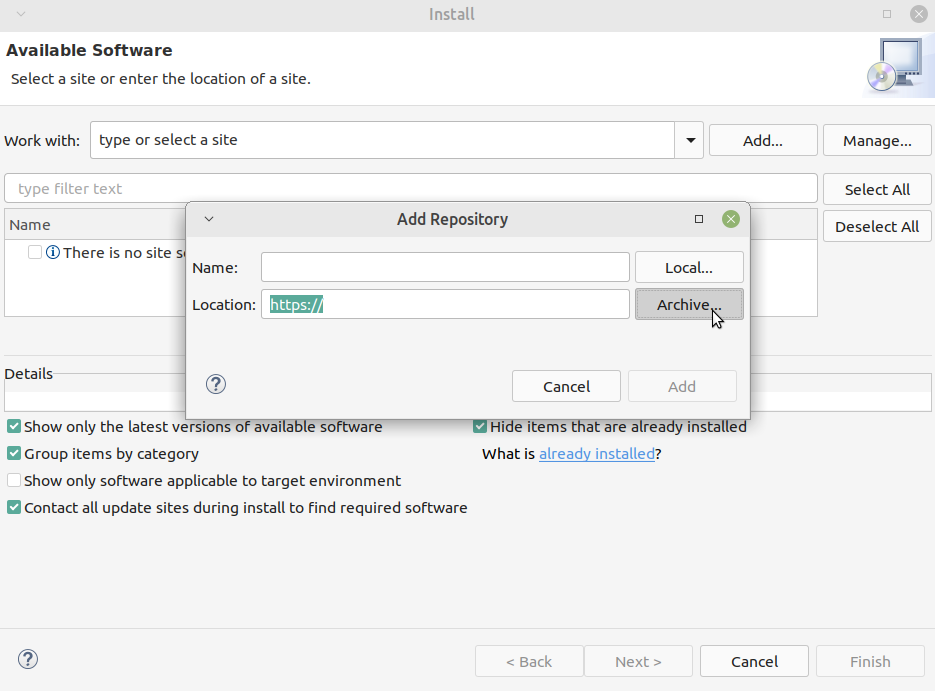 Install
Available Software
Select a site or enter the location of a site.
Work with: type or select a site Add... Manage...
type filter text Select All
Name Deselect All
There is no site s
Add Repository
Name: Local...
Location: https:// Archive...
Cancel Add
Details
Show only the latest versions of available software Hide items that are already installed
Group items by category What is already installed?
Show only software applicable to target environment
Contact all update sites during install to find required software
< Back Next > Cancel Finish